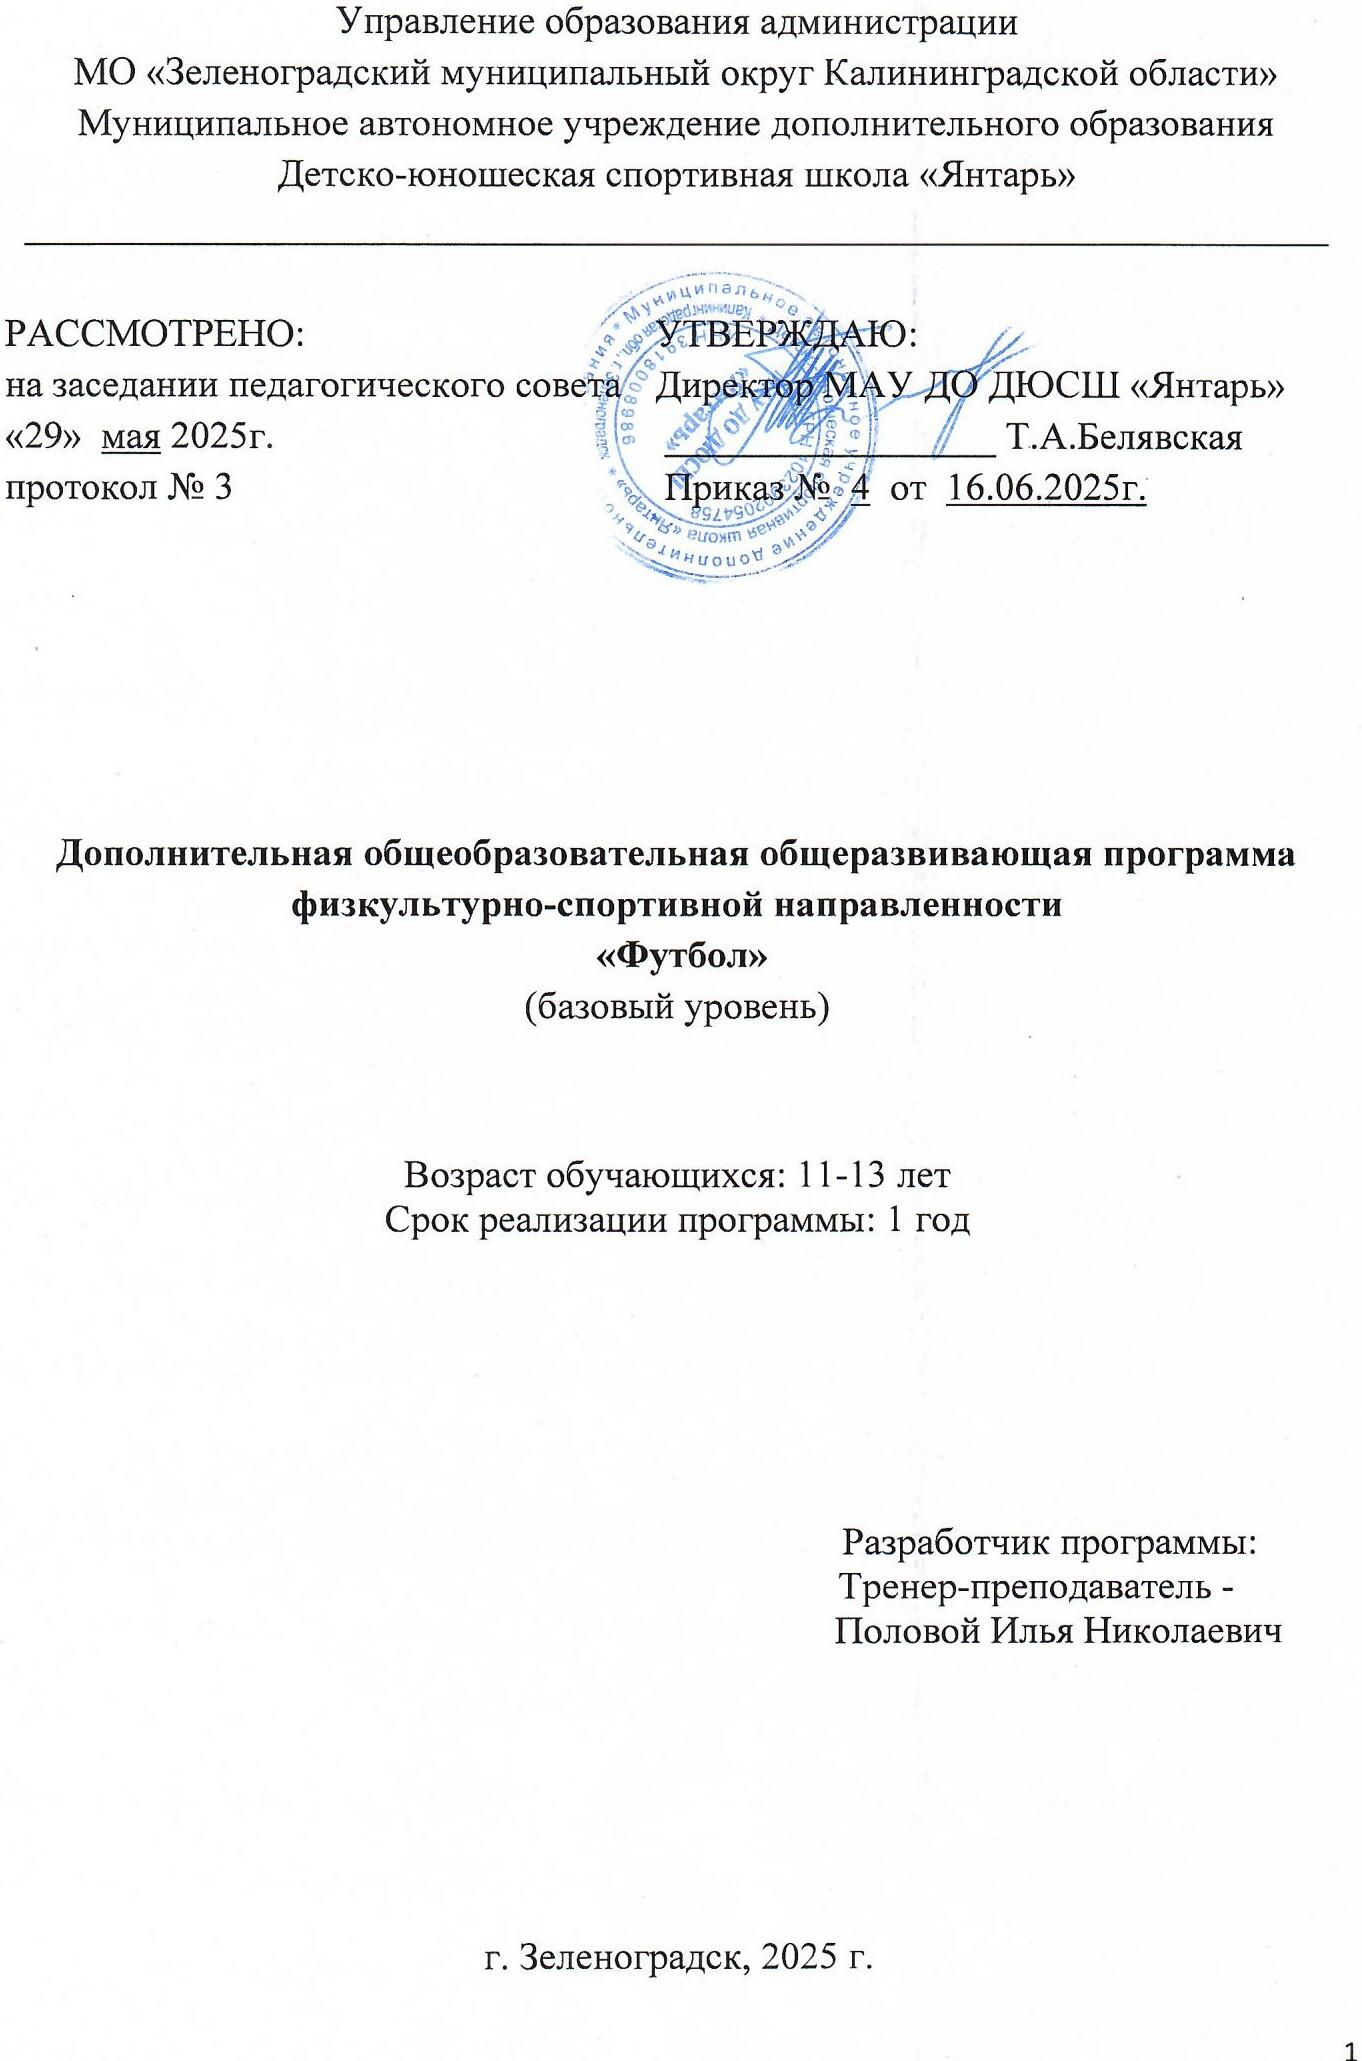 Управление образования администрации
МО «Зеленоградский муниципальный округ Калининградской области»
Муниципальное автономное учреждение дополнительного образования
Детско-юношеская спортивная школа «Янтарь»
РАССМОТРЕНО:
на заседании педагогического совета
«29» мая 2025г.
протокол № 3
УТВЕРЖДАЮ:
Директор МАУ ДО ДЮСШ «Янтарь»
Т.А.Белявская
Приказ № 4 от 16.06.2025г.
Дополнительная общеобразовательная общеразвивающая программа
физкультурно-спортивной направленности
«Футбол»
(базовый уровень)
Возраст обучающихся: 11-13 лет
Срок реализации программы: 1 год
Разработчик программы:
Тренер-преподаватель -
Половой Илья Николаевич
г. Зеленоградск, 2025 г.
1